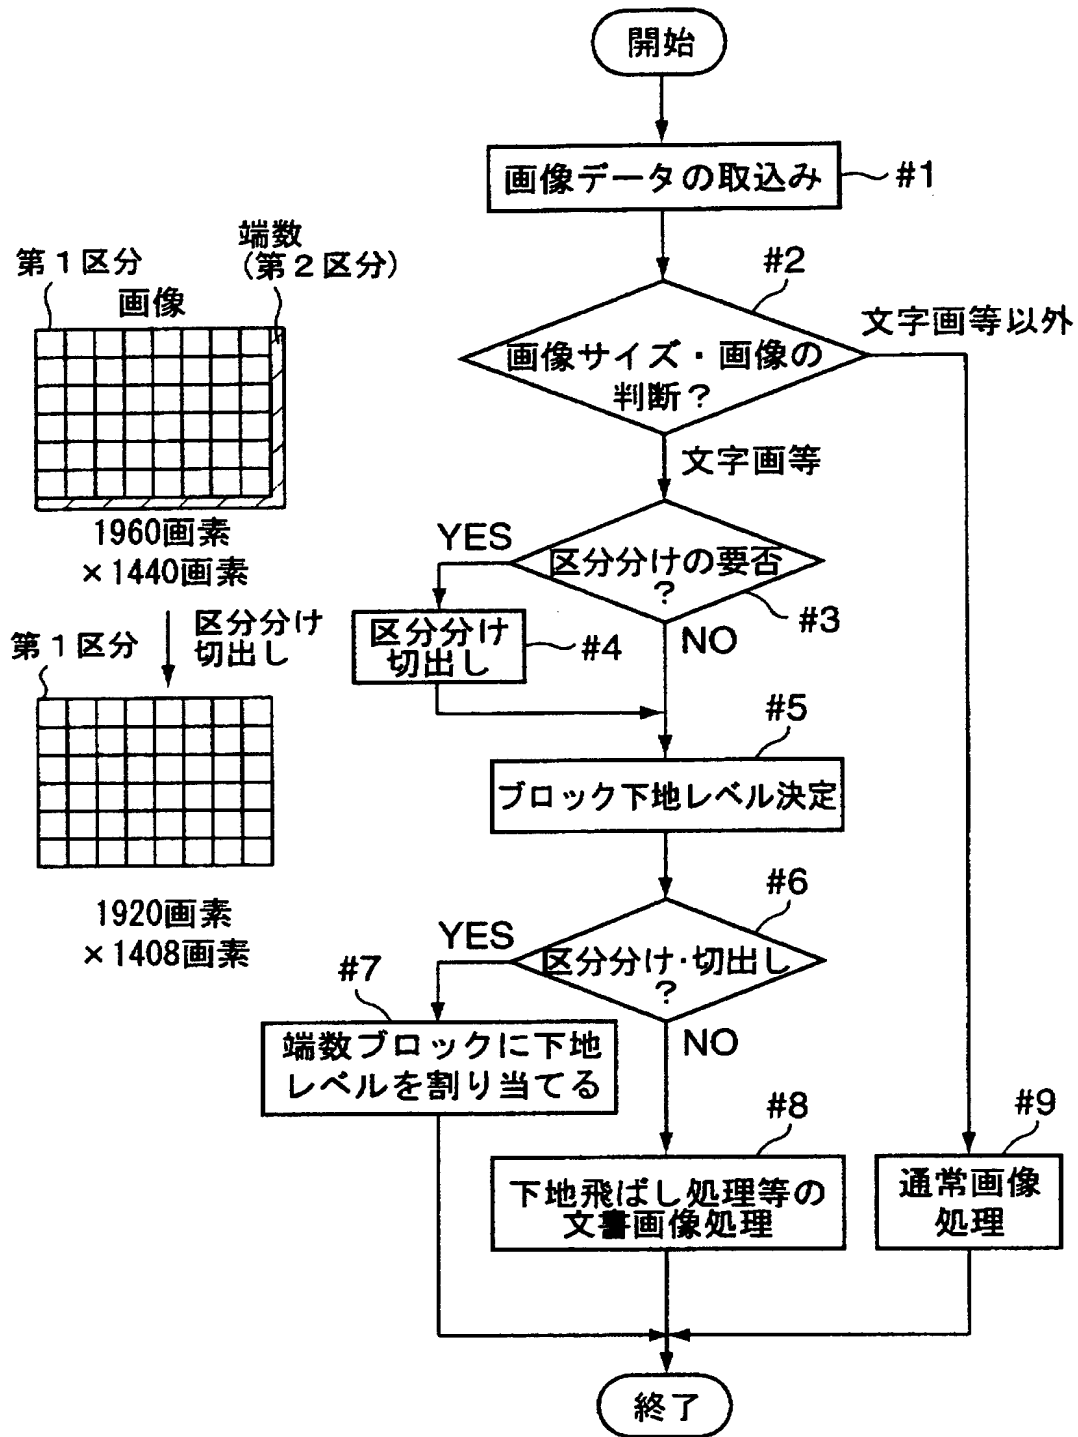 開始
画像データの取込み
#1
#2
画像サイズ・画像の
判断?
文字画等以外
文字画等
区分分けの要否
?
#3
YES
NO
区分分け
切出し
#4
#5
ブロック下地レベル決定
#6
区分分け・切出し
?
YES
NO
#7
端数ブロックに下地
レベルを割り当てる
#8
下地飛ばし処理等の
文書画像処理
#9
通常画像
処理
終了
第1区分
端数
(第2区分)
画像
1960画素
×1440画素
区分分け
切出し
第1区分
1920画素
×1408画素